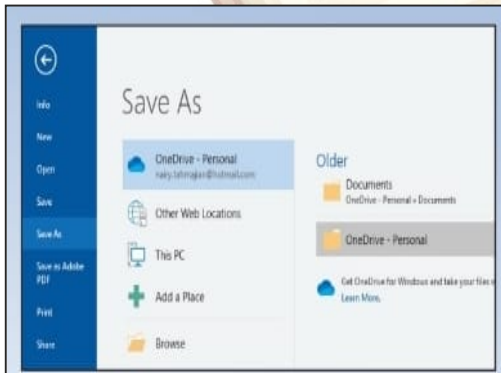 Save As
Info
New
Open
Save
Save As
Save as Adobe
PDF
Print
Share
OneDrive - Personal
Other Web Locations
This PC
Add a Place
Browse
Older
Documents
OneDrive - Personal » Documents
OneDrive - Personal
Get OneDrive for Windows and take your files
Learn More.